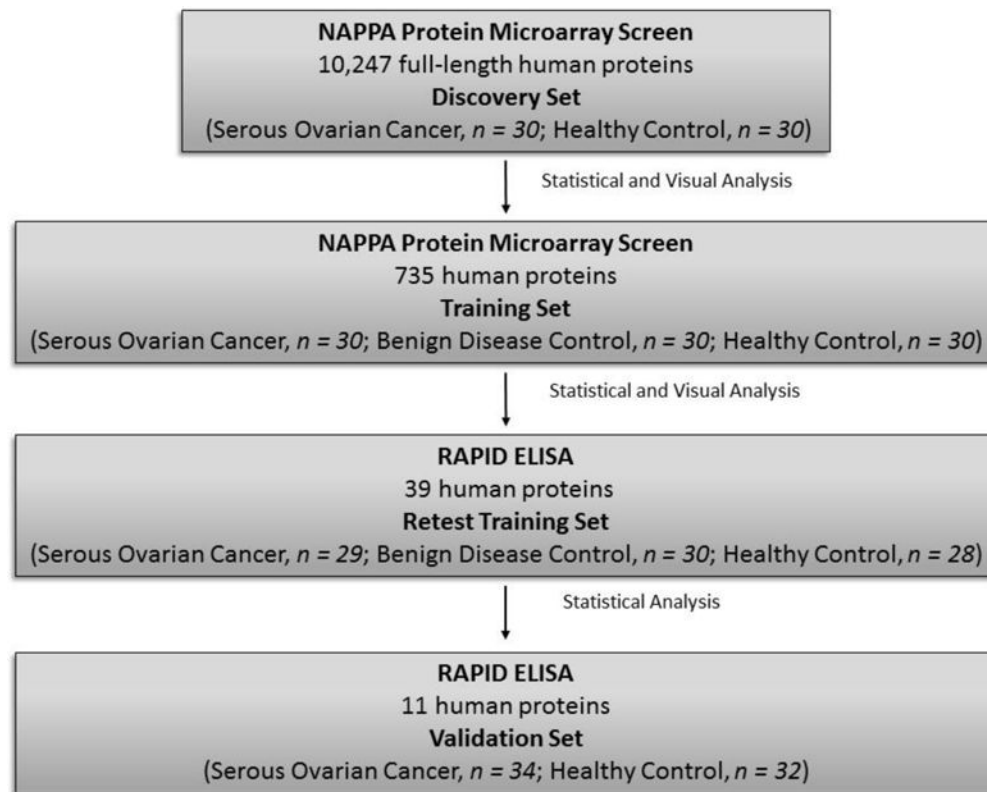 NAPPA Protein Microarray Screen
10,247 full-length human proteins
Discovery Set
(Serous Ovarian Cancer, n = 30; Healthy Control, n = 30)
Statistical and Visual Analysis
NAPPA Protein Microarray Screen
735 human proteins
Training Set
(Serous Ovarian Cancer, n = 30; Benign Disease Control, n = 30; Healthy Control, n = 30)
Statistical and Visual Analysis
RAPID ELISA
39 human proteins
Retest Training Set
(Serous Ovarian Cancer, n = 29; Benign Disease Control, n = 30; Healthy Control, n = 28)
Statistical Analysis
RAPID ELISA
11 human proteins
Validation Set
(Serous Ovarian Cancer, n = 34; Healthy Control, n = 32)